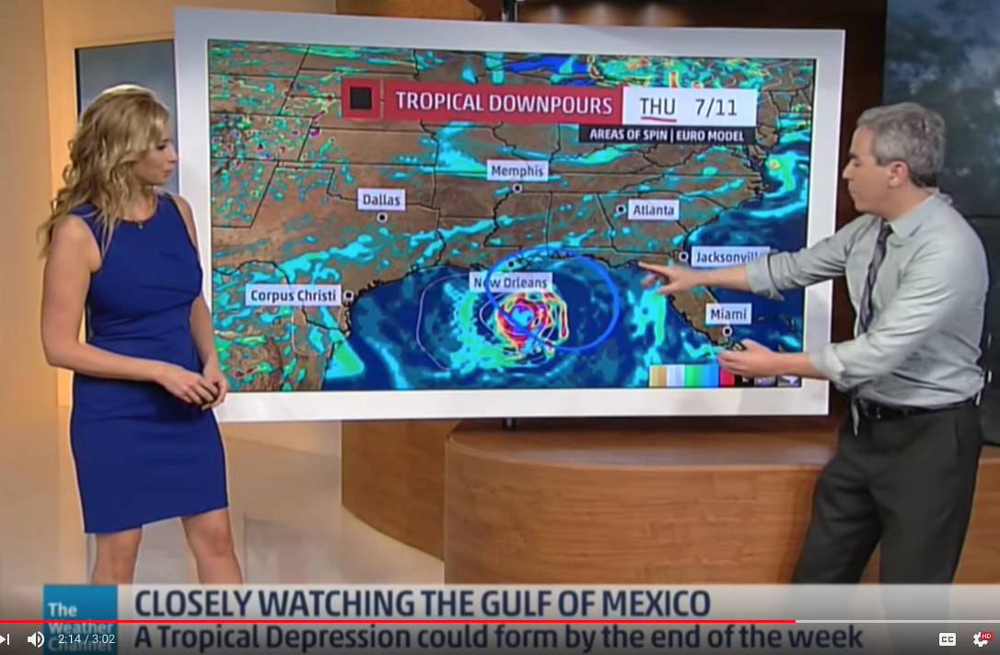 TROPICAL DOWNPOURS
THU 7/11
AREAS OF SPIN | EURO MODEL
Memphis
Dallas
Atlanta
Jacksonville
New Orleans
Corpus Christi
Miami
The
Weather
Channel
CLOSELY WATCHING THE GULF OF MEXICO
A Tropical Depression could form by the end of the week
2:14 / 3:02
CC
HD